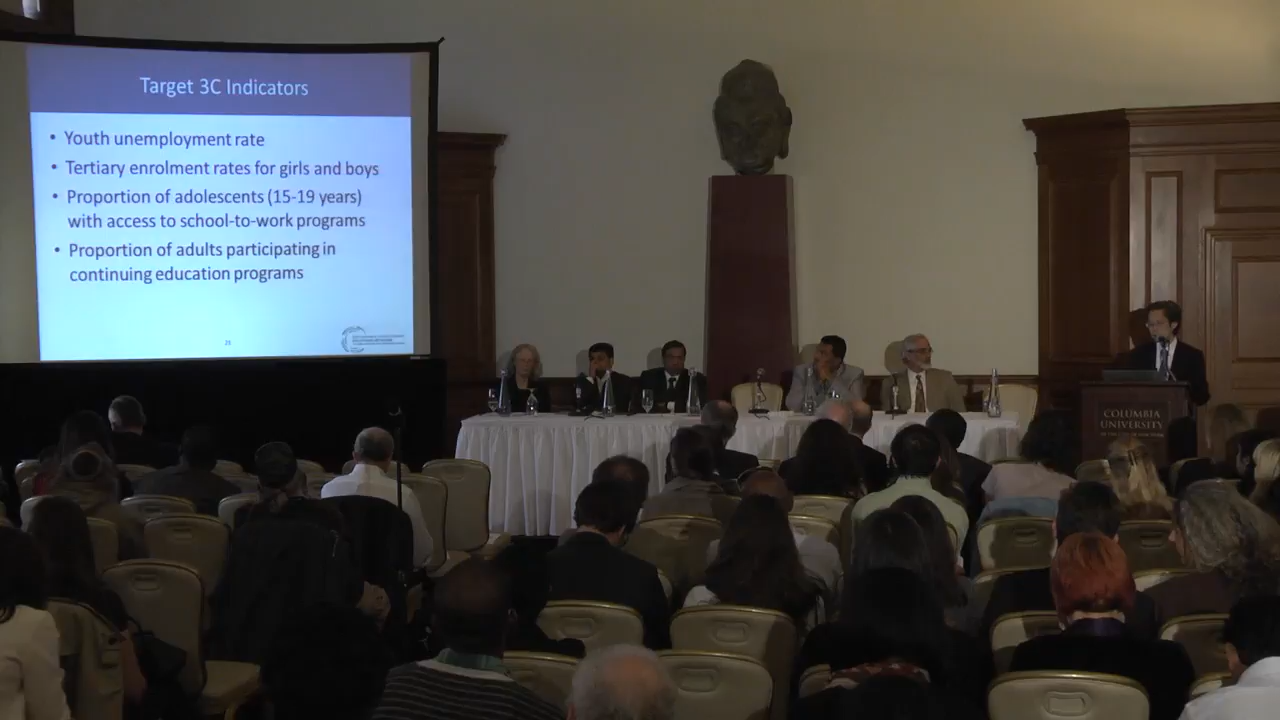 Target 3C Indicators
• Youth unemployment rate
• Tertiary enrolment rates for girls and boys
• Proportion of adolescents (15-19 years)
with access to school-to-work programs
• Proportion of adults participating in
continuing education programs
COLUMBIA
UNIVERSITY